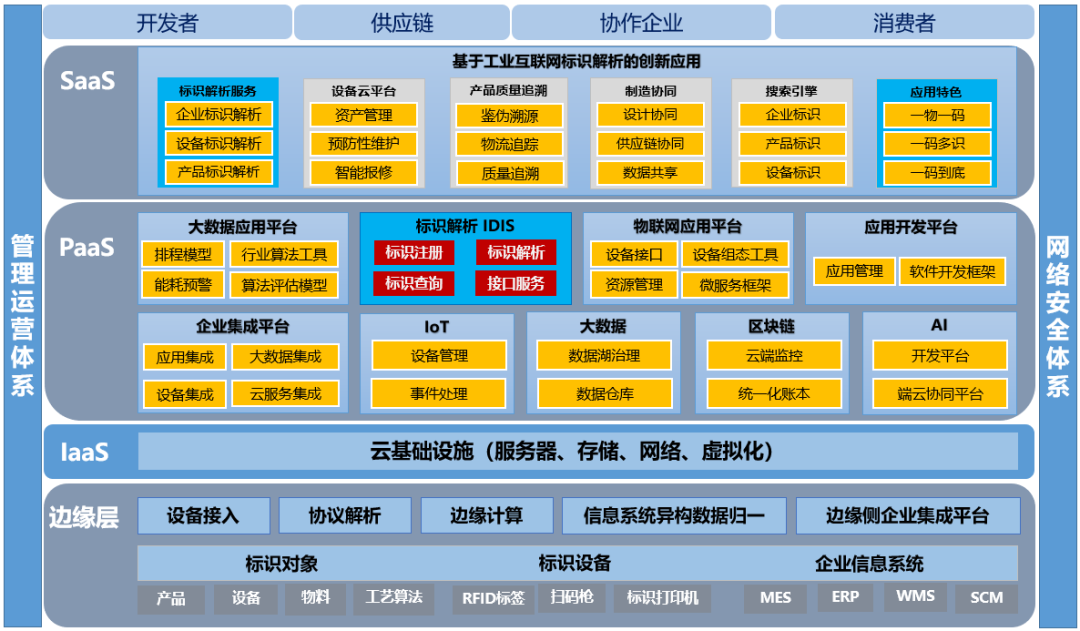 开发者 供应链 协作企业 消费者
管理运营体系
网络安全体系
SaaS
基于工业互联网标识解析的创新应用
标识解析服务 设备云平台 产品质量追溯 制造协同 搜索引擎 应用特色
企业标识解析 资产管理 鉴伪溯源 设计协同 企业标识 一物一码
设备标识解析 预防性维护 物流追踪 供应链协同 产品标识 一码多识
产品标识解析 智能报修 质量追溯 数据共享 设备标识 一码到底
PaaS
大数据应用平台 标识解析 IDIS 物联网应用平台 应用开发平台
排程模型 行业算法工具 标识注册 标识解析 设备接口 设备组态工具 应用管理 软件开发框架
能耗预警 算法评估模型 标识查询 接口服务 资源管理 微服务框架
企业集成平台 IoT 大数据 区块链 AI
应用集成 大数据集成 设备管理 数据湖治理 云端监控 开发平台
设备集成 云服务集成 事件处理 数据仓库 统一化账本 端云协同平台
IaaS
云基础设施（服务器、存储、网络、虚拟化）
边缘层
设备接入 协议解析 边缘计算 信息系统异构数据归一 边缘侧企业集成平台
标识对象 标识设备 企业信息系统
产品 设备 物料 工艺算法 RFID标签 扫码枪 标识打印机 MES ERP WMS SCM